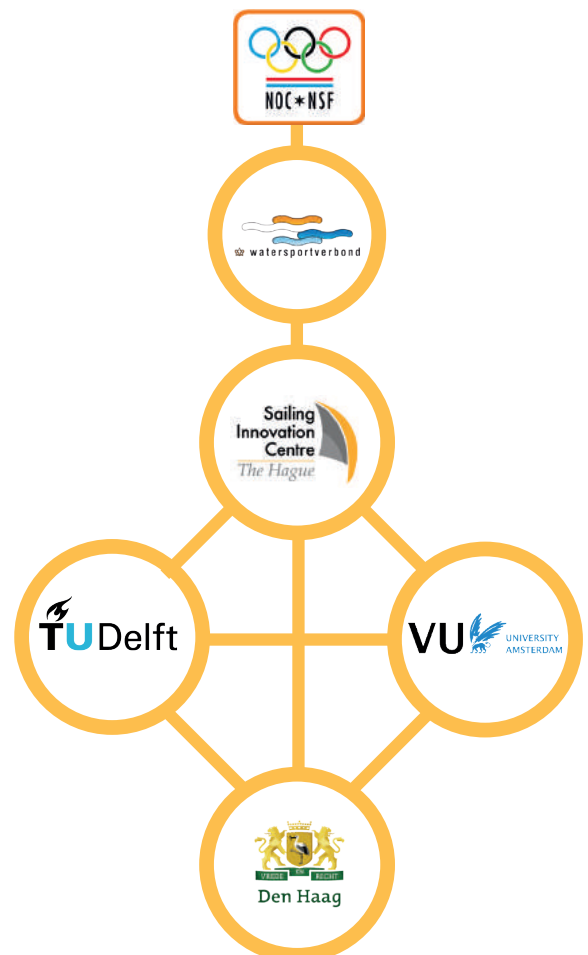 NOC✶NSF
watersportverbond
Sailing
Innovation
Centre
The Hague
TUDelft
VU
UNIVERSITY
AMSTERDAM
VREDE EN RECHT
Den Haag